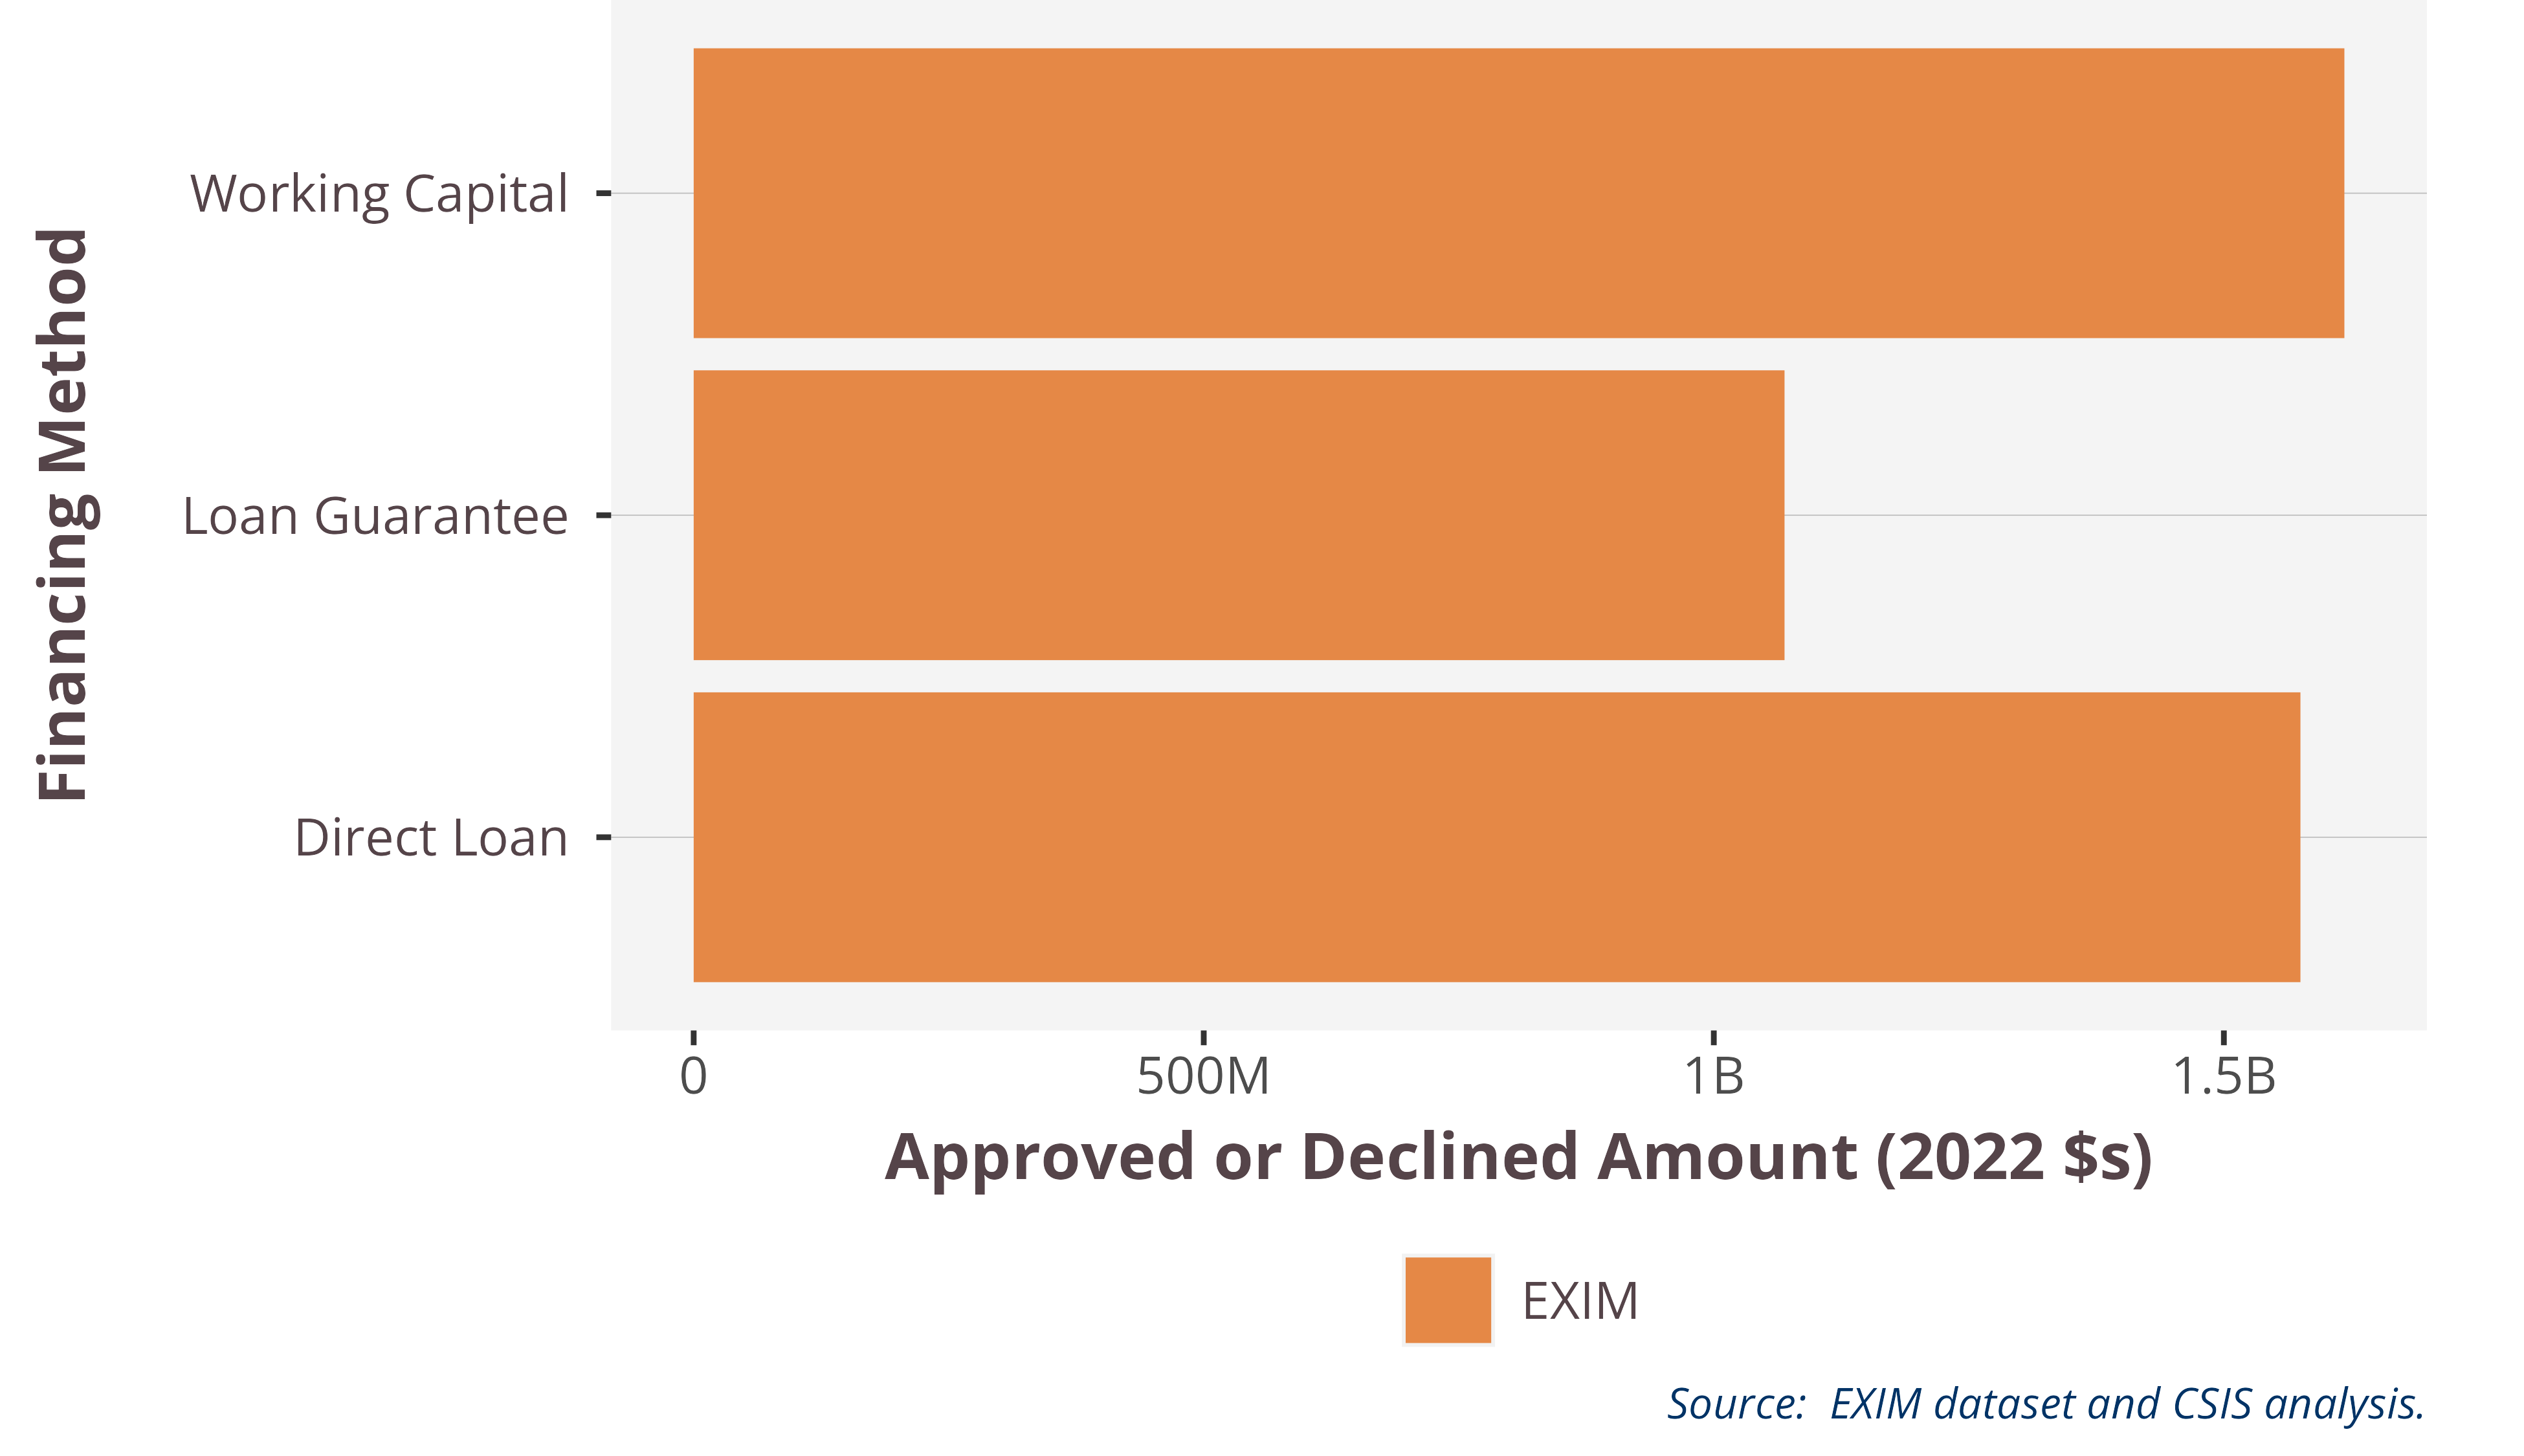 Financing Method
Working Capital
Loan Guarantee
Direct Loan
0 500M 1B 1.5B
Approved or Declined Amount (2022 $s)
EXIM
Source:  EXIM dataset and CSIS analysis.